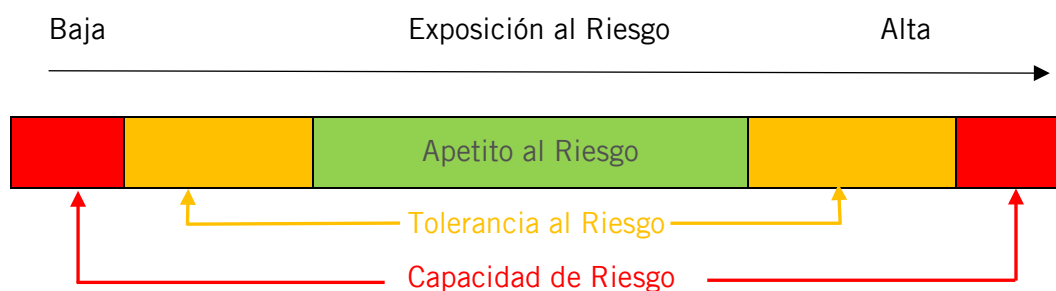 Baja Exposición al Riesgo Alta
Apetito al Riesgo
Tolerancia al Riesgo
Capacidad de Riesgo